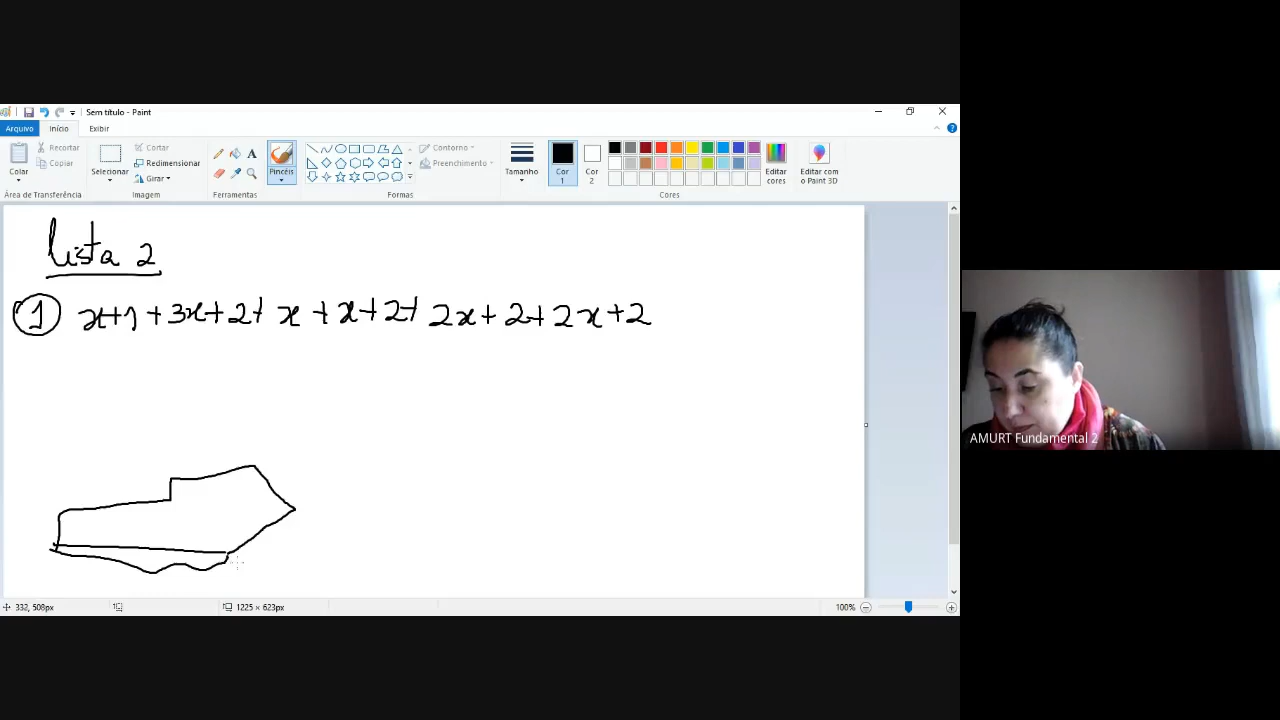 Sem título - Paint
Arquivo Início Exibir
Colar Recortar Copiar Selecionar Cortar Redimensionar Girar Pincéis Contorno Preenchimento Tamanho Cor 1 Cor 2 Editar cores Editar com o Paint 3D
Área de Transferência Imagem Ferramentas Formas Cores
Lista 2
1 x+1 + 3x+2+ x + x+2+ 2x+2+2x+2
AMURT Fundamental 2
332, 508px 1225 × 623px 100%